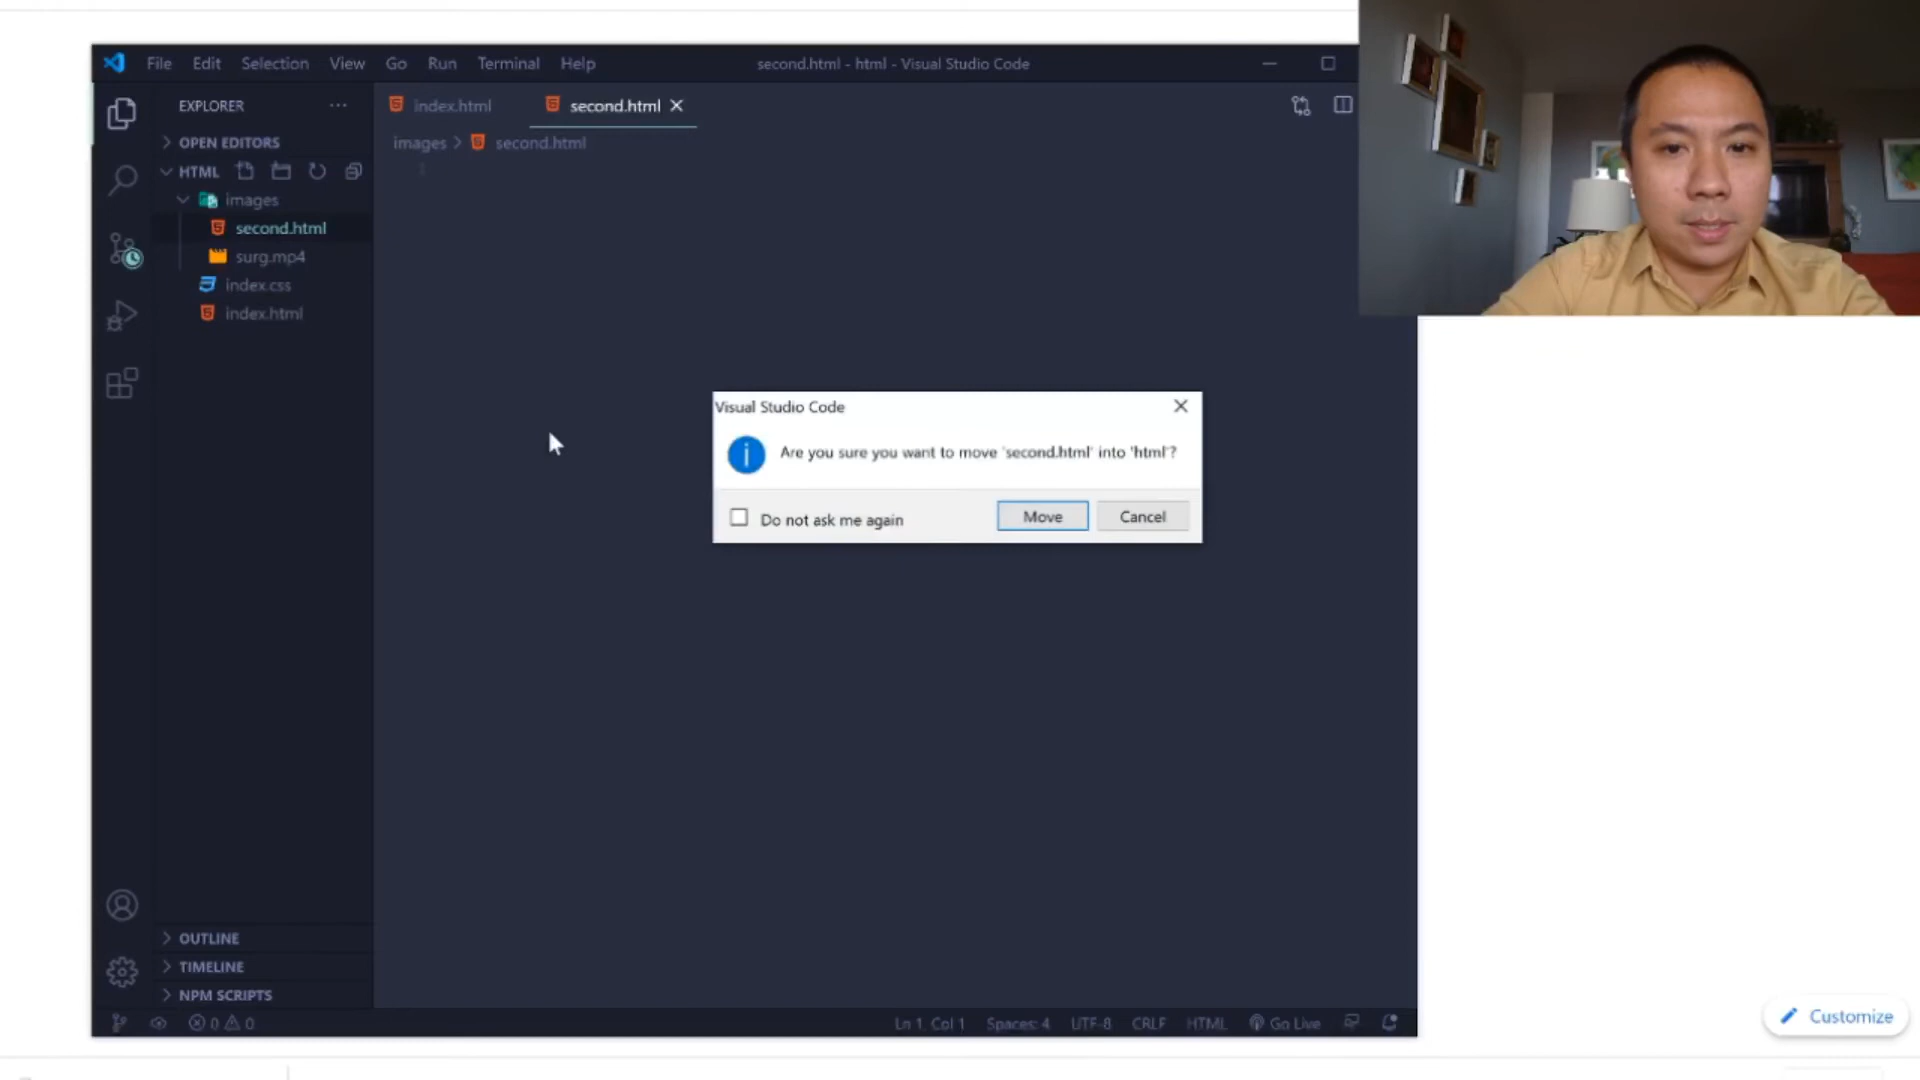 File Edit Selection View Go Run Terminal Help second.html - html - Visual Studio Code
EXPLORER
index.html
second.html
OPEN EDITORS
images > second.html
HTML
1
images
second.html
surg.mp4
index.css
index.html
Visual Studio Code
Are you sure you want to move 'second.html' into 'html'?
Do not ask me again
Move
Cancel
OUTLINE
TIMELINE
NPM SCRIPTS
0 0
Ln 1, Col 1 Spaces: 4 UTF-8 CRLF HTML Go Live
Customize